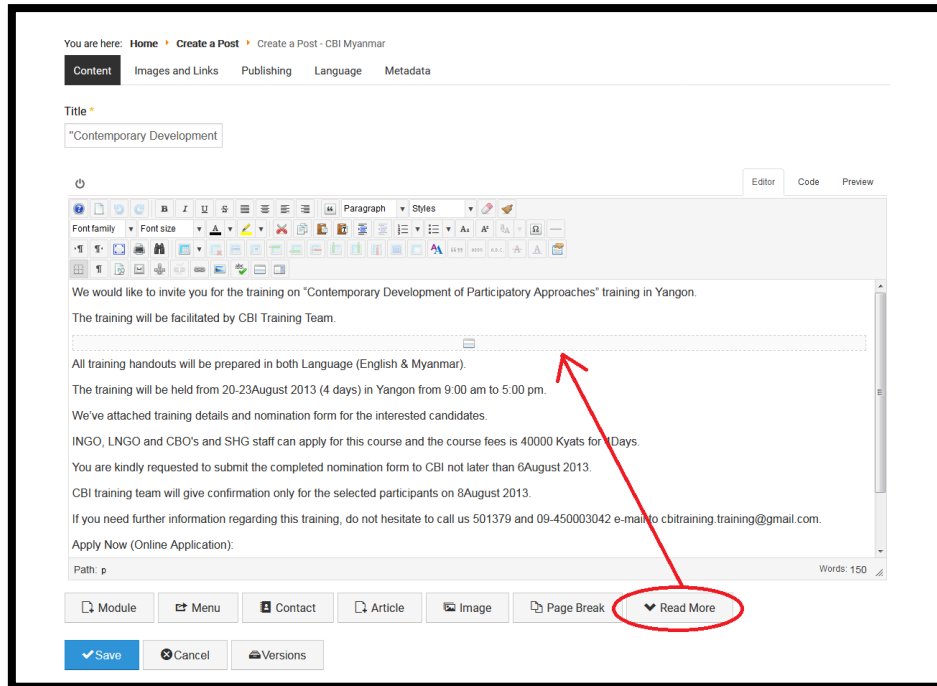 You are here: Home Create a Post Create a Post - CBI Myanmar
Content Images and Links Publishing Language Metadata
Title *
"Contemporary Development
Editor Code Preview
Paragraph Styles
Font family Font size
We would like to invite you for the training on “Contemporary Development of Participatory Approaches” training in Yangon.
The training will be facilitated by CBI Training Team.
All training handouts will be prepared in both Language (English & Myanmar).
The training will be held from 20-23August 2013 (4 days) in Yangon from 9:00 am to 5:00 pm.
We’ve attached training details and nomination form for the interested candidates.
INGO, LNGO and CBO's and SHG staff can apply for this course and the course fees is 40000 Kyats for 4Days.
You are kindly requested to submit the completed nomination form to CBI not later than 6August 2013.
CBI training team will give confirmation only for the selected participants on 8August 2013.
If you need further information regarding this training, do not hesitate to call us 501379 and 09-450003042 e-mail to cbitraining.training@gmail.com.
Apply Now (Online Application):
Path: p Words: 150
Module Menu Contact Article Image Page Break Read More
Save Cancel Versions